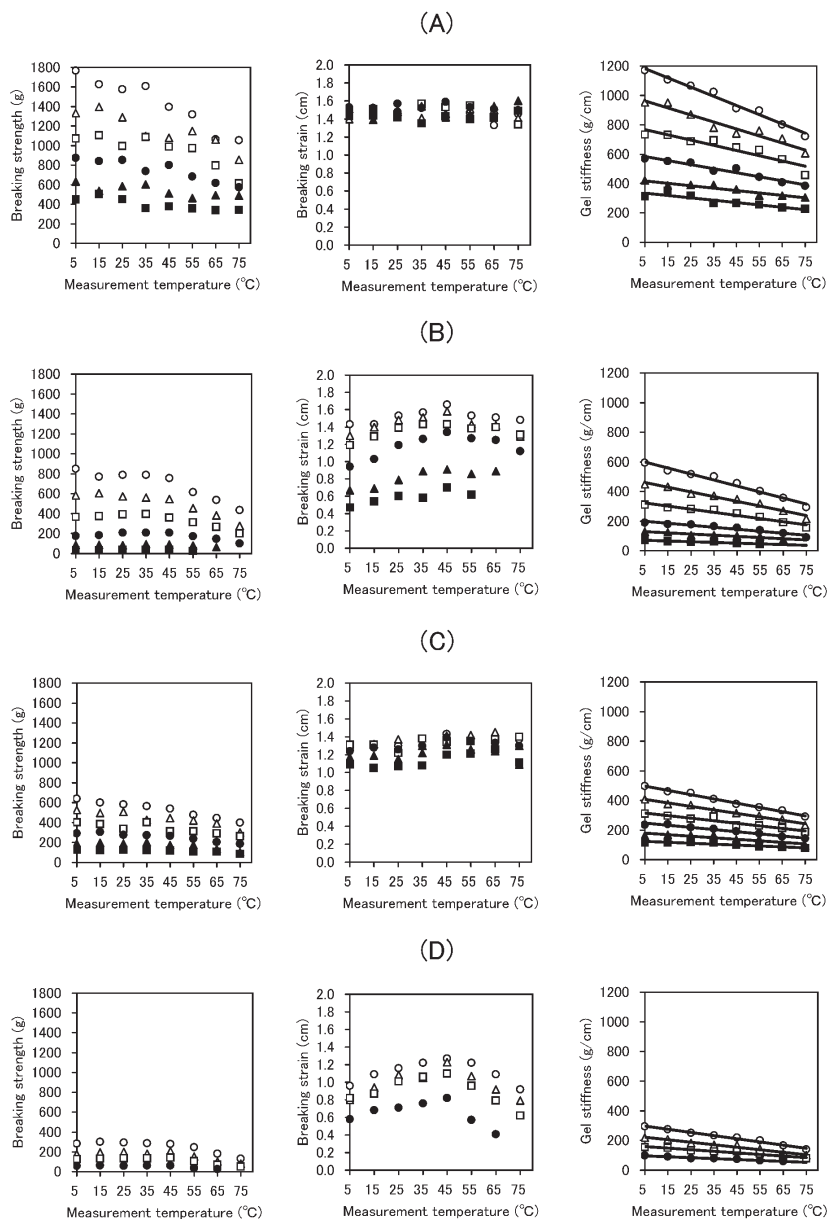 (A)
Breaking strength (g)
1800
1600
1400
1200
1000
800
600
400
200
0
5 15 25 35 45 55 65 75
Measurement temperature (℃)
Breaking strain (cm)
2.0
1.8
1.6
1.4
1.2
1.0
0.8
0.6
0.4
0.2
0.0
5 15 25 35 45 55 65 75
Measurement temperature (℃)
Gel stiffness (g/cm)
1200
1000
800
600
400
200
0
5 15 25 35 45 55 65 75
Measurement temperature (℃)
(B)
Breaking strength (g)
1800
1600
1400
1200
1000
800
600
400
200
0
5 15 25 35 45 55 65 75
Measurement temperature (℃)
Breaking strain (cm)
2.0
1.8
1.6
1.4
1.2
1.0
0.8
0.6
0.4
0.2
0.0
5 15 25 35 45 55 65 75
Measurement temperature (℃)
Gel stiffness (g/cm)
1200
1000
800
600
400
200
0
5 15 25 35 45 55 65 75
Measurement temperature (℃)
(C)
Breaking strength (g)
1800
1600
1400
1200
1000
800
600
400
200
0
5 15 25 35 45 55 65 75
Measurement temperature (℃)
Breaking strain (cm)
2.0
1.8
1.6
1.4
1.2
1.0
0.8
0.6
0.4
0.2
0.0
5 15 25 35 45 55 65 75
Measurement temperature (℃)
Gel stiffness (g/cm)
1200
1000
800
600
400
200
0
5 15 25 35 45 55 65 75
Measurement temperature (℃)
(D)
Breaking strength (g)
1800
1600
1400
1200
1000
800
600
400
200
0
5 15 25 35 45 55 65 75
Measurement temperature (℃)
Breaking strain (cm)
2.0
1.8
1.6
1.4
1.2
1.0
0.8
0.6
0.4
0.2
0.0
5 15 25 35 45 55 65 75
Measurement temperature (℃)
Gel stiffness (g/cm)
1200
1000
800
600
400
200
0
5 15 25 35 45 55 65 75
Measurement temperature (℃)